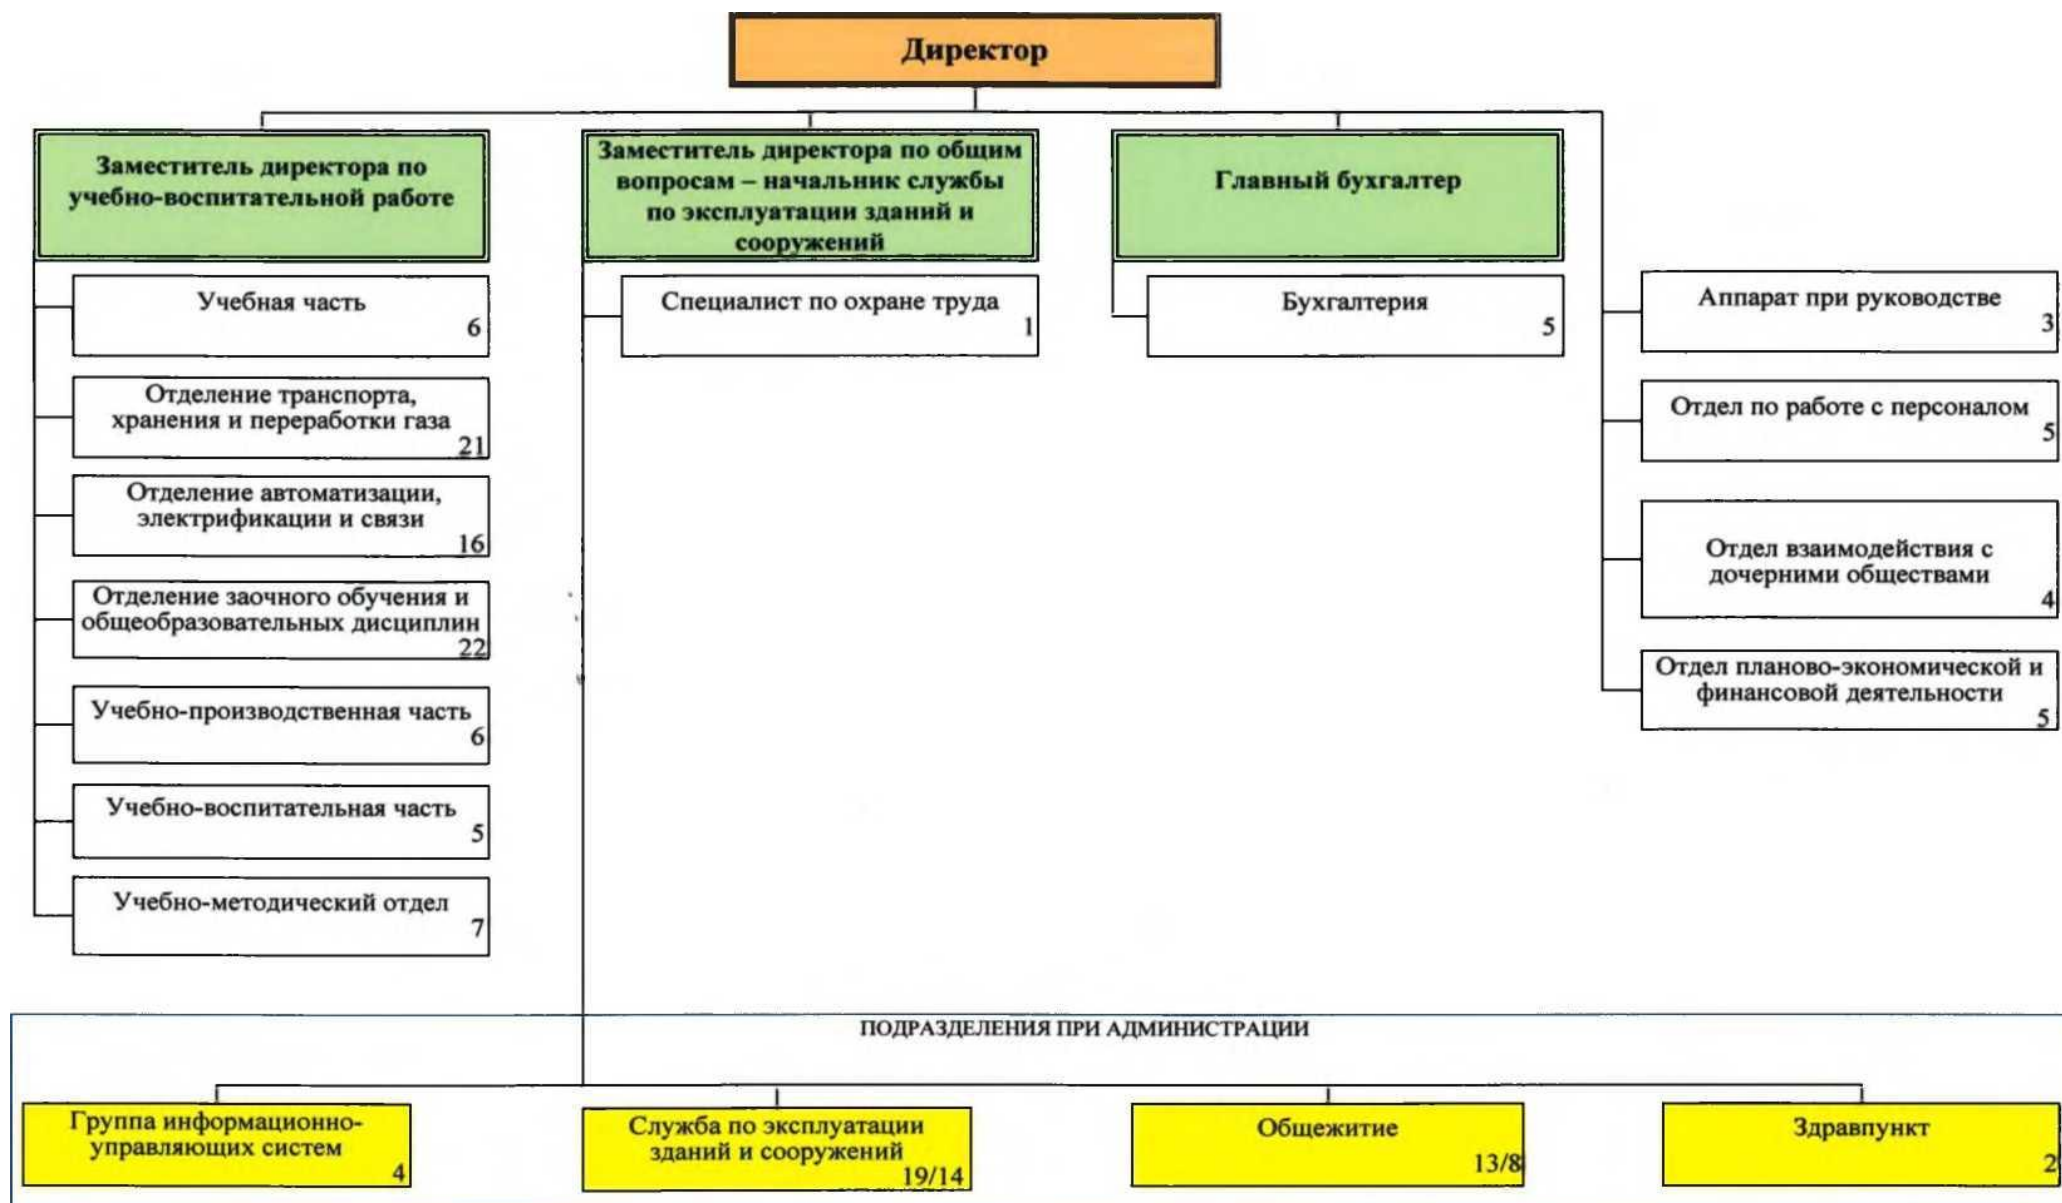 Директор
Заместитель директора по
учебно-воспитательной работе
Заместитель директора по общим
вопросам – начальник службы
по эксплуатации зданий и
сооружений
Главный бухгалтер
Учебная часть
6
Отделение транспорта,
хранения и переработки газа
21
Отделение автоматизации,
электрификации и связи
16
Отделение заочного обучения и
общеобразовательных дисциплин
22
Учебно-производственная часть
6
Учебно-воспитательная часть
5
Учебно-методический отдел
7
Специалист по охране труда
1
Бухгалтерия
5
Аппарат при руководстве
3
Отдел по работе с персоналом
5
Отдел взаимодействия с
дочерними обществами
4
Отдел планово-экономической и
финансовой деятельности
5
ПОДРАЗДЕЛЕНИЯ ПРИ АДМИНИСТРАЦИИ
Группа информационно-
управляющих систем
4
Служба по эксплуатации
зданий и сооружений
19/14
Общежитие
13/8
Здравпункт
2